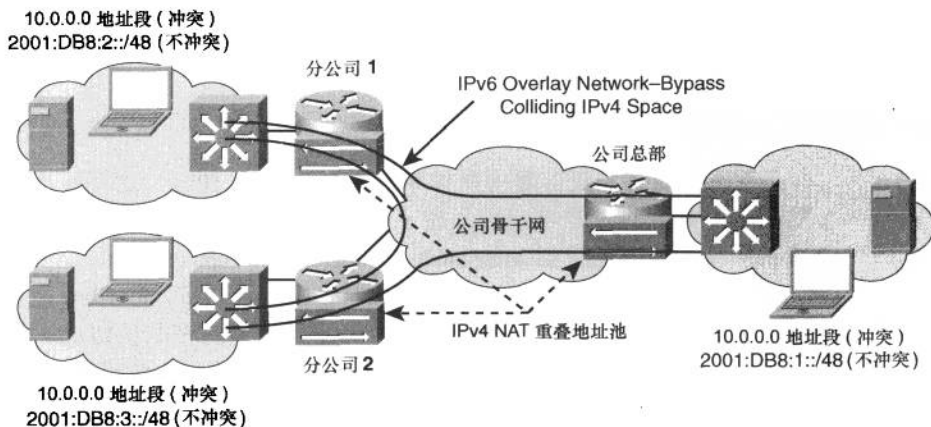 10.0.0.0 地址段 ( 冲突 )
2001:DB8:2::/48 (不冲突 )
分公司 1
IPv6 Overlay Network–Bypass
Colliding IPv4 Space
公司总部
公司骨干网
IPv4 NAT 重叠地址池
分公司 2
10.0.0.0 地址段 ( 冲突 )
2001:DB8:1::/48 (不冲突 )
10.0.0.0 地址段 ( 冲突 )
2001:DB8:3::/48 (不冲突 )